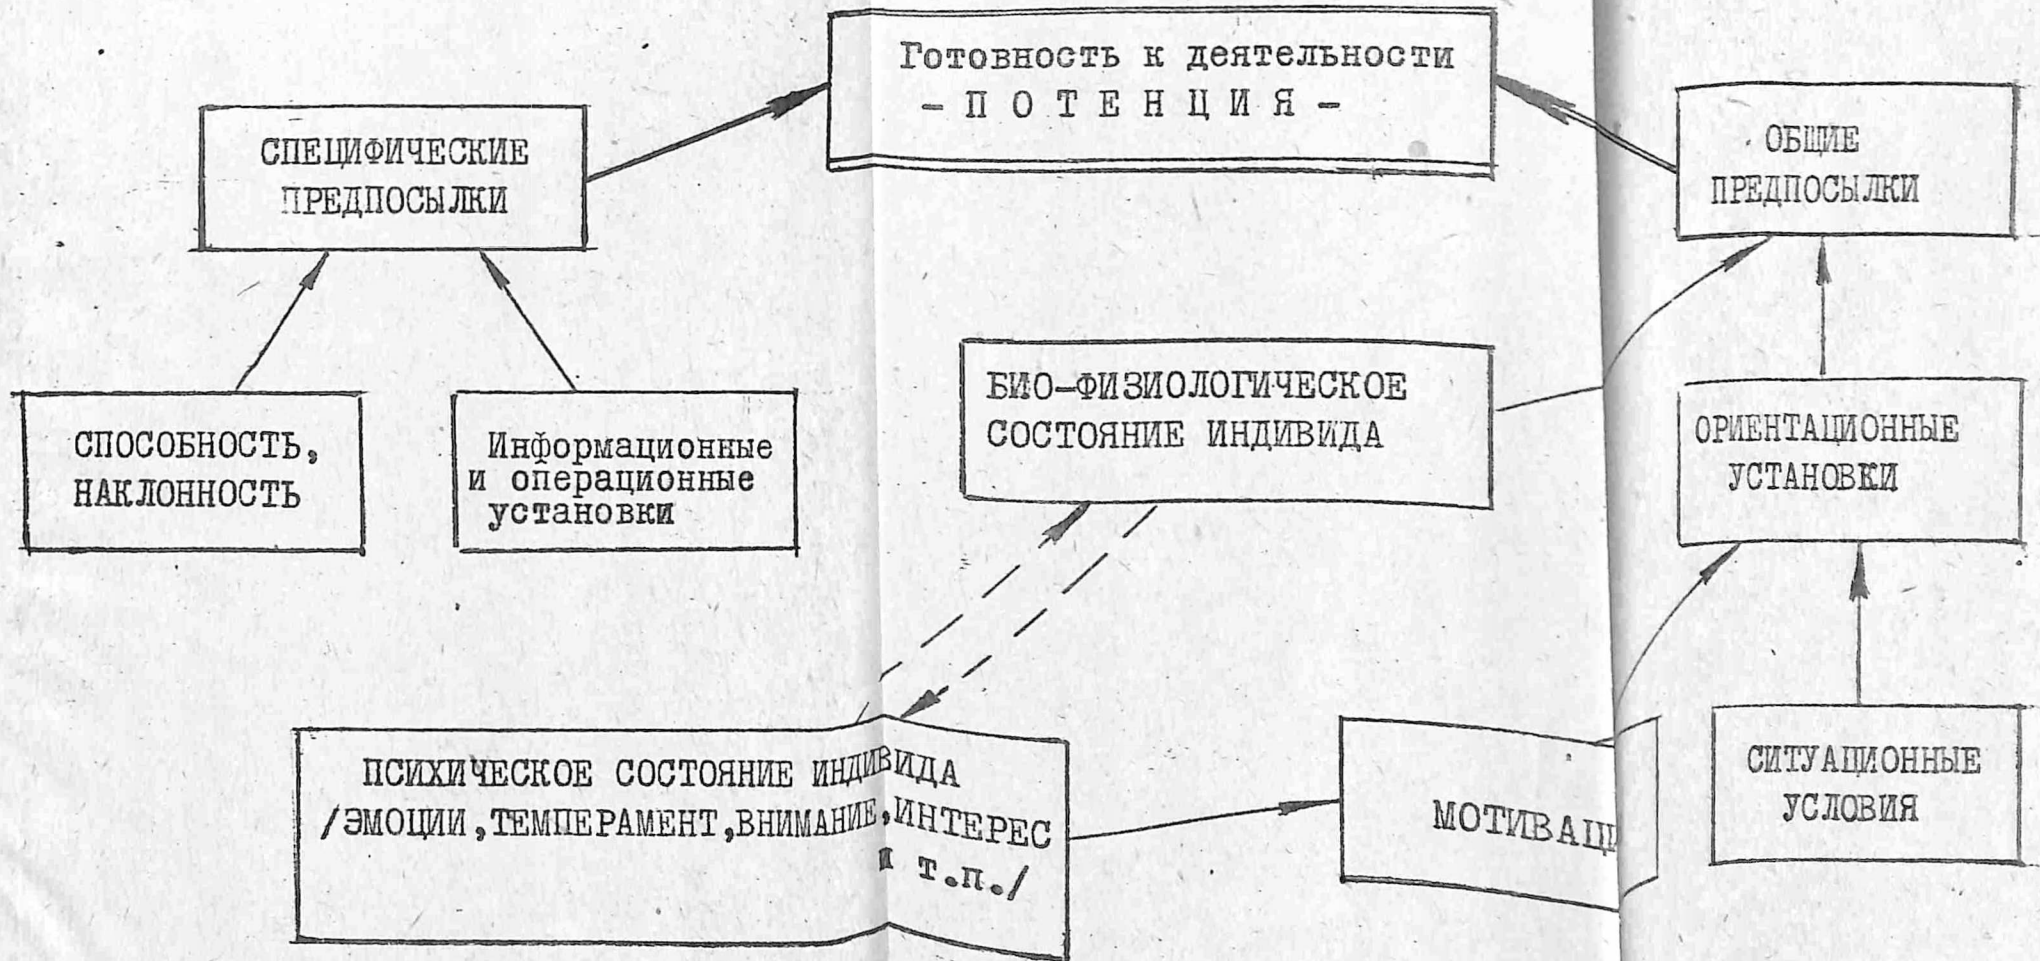 Готовность к деятельности
- П О Т Е Н Ц И Я -
СПЕЦИФИЧЕСКИЕ
ПРЕДПОСЫЛКИ
ОБЩИЕ
ПРЕДПОСЫЛКИ
СПОСОБНОСТЬ,
НАКЛОННОСТЬ
Информационные
и операционные
установки
БИО-ФИЗИОЛОГИЧЕСКОЕ
СОСТОЯНИЕ ИНДИВИДА
ОРИЕНТАЦИОННЫЕ
УСТАНОВКИ
ПСИХИЧЕСКОЕ СОСТОЯНИЕ ИНДИВИДА
/ЭМОЦИИ,ТЕМПЕРАМЕНТ,ВНИМАНИЕ,ИНТЕРЕС
и т.п./
МОТИВАЦИ
СИТУАЦИОННЫЕ
УСЛОВИЯ